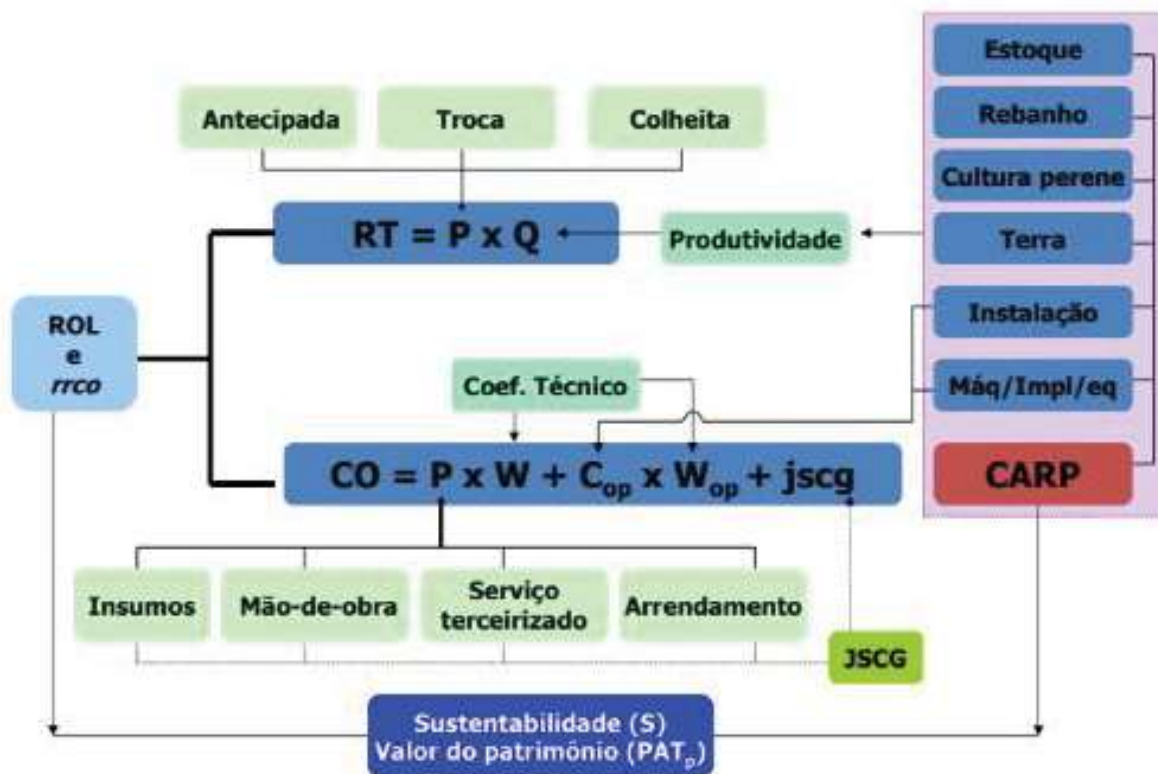 Estoque
Antecipada
Troca
Colheita
Rebanho
Cultura perene
RT = P x Q
Produtividade
Terra
ROL
e
rrco
Instalação
Coef. Técnico
Máq/Impl/eq
CO = P x W + Cop x Wop + jscg
CARP
Insumos
Mão-de-obra
Serviço
terceirizado
Arrendamento
JSCG
Sustentabilidade (S)
Valor do patrimônio (PATp)